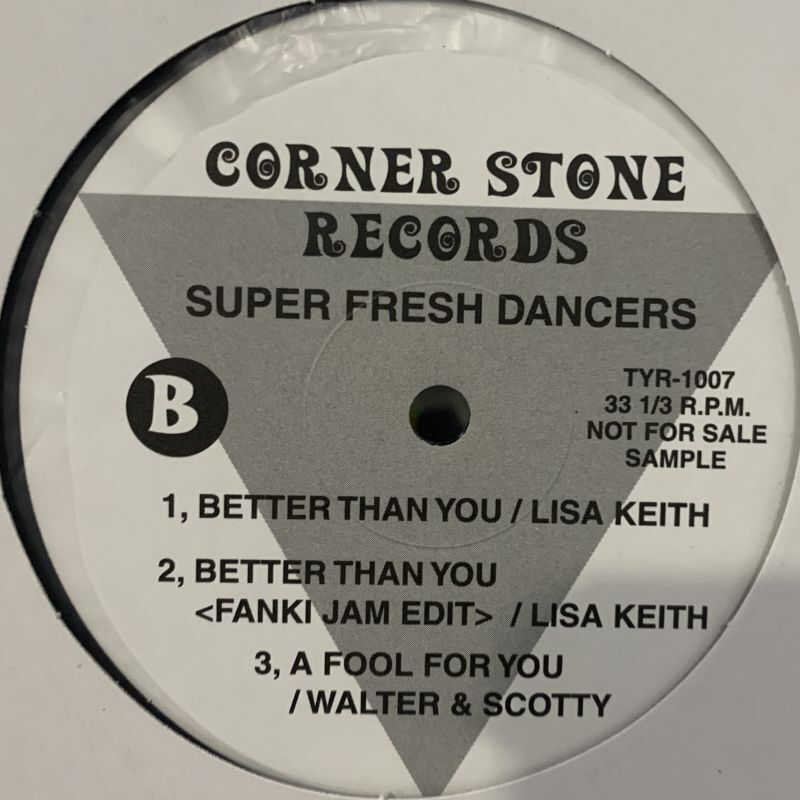 CORNER STONE
RECORDS
SUPER FRESH DANCERS
B
TYR-1007
33 1/3 R.P.M.
NOT FOR SALE
SAMPLE
1, BETTER THAN YOU / LISA KEITH
2, BETTER THAN YOU
<FANKI JAM EDIT> / LISA KEITH
3, A FOOL FOR YOU
/ WALTER & SCOTTY